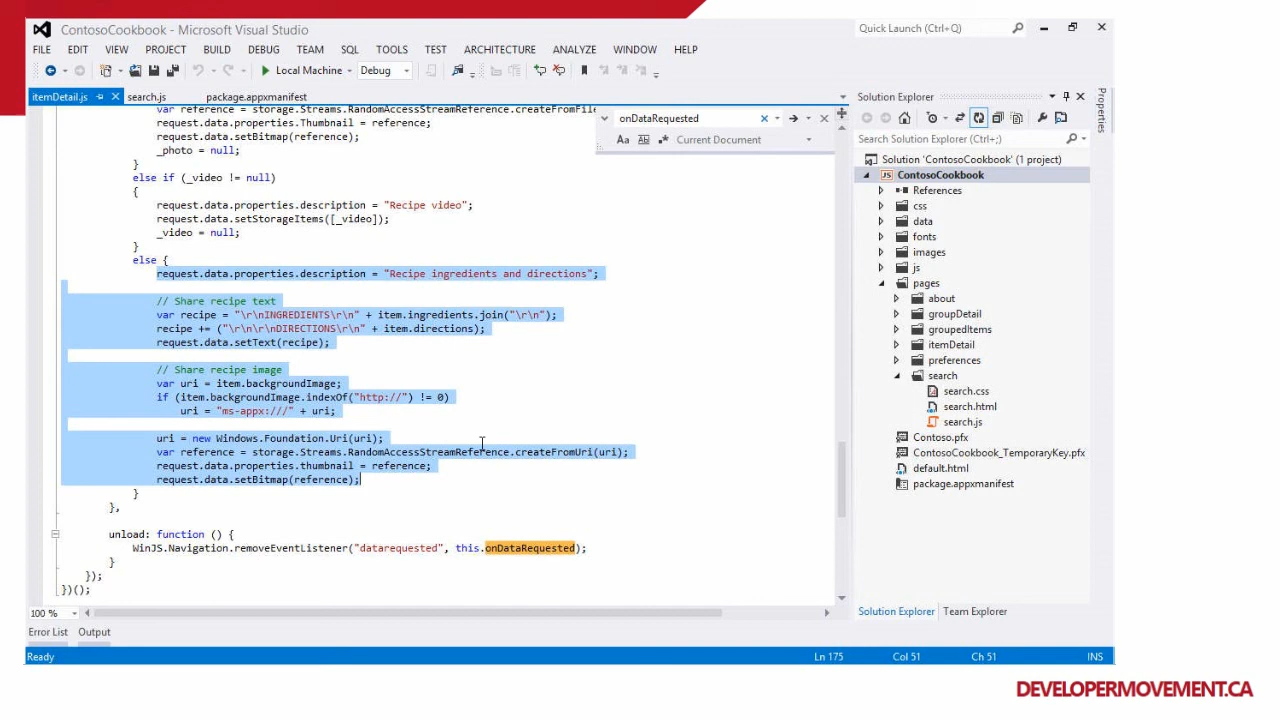 ContosoCookbook - Microsoft Visual Studio
Quick Launch (Ctrl+Q)
FILE EDIT VIEW PROJECT BUILD DEBUG TEAM SQL TOOLS TEST ARCHITECTURE ANALYZE WINDOW HELP
Local Machine Debug
itemDetail.js search.js package.appxmanifest
var reference = storage.Streams.RandomAccessStreamReference.createFromFile
request.data.properties.Thumbnail = reference;
request.data.setBitmap(reference);
_photo = null;
}
else if (_video != null)
{
request.data.properties.description = "Recipe video";
request.data.setStorageItems([_video]);
_video = null;
}
else {
request.data.properties.description = "Recipe ingredients and directions";
// Share recipe text
var recipe = "\r\nINGREDIENTS\r\n" + item.ingredients.join("\r\n");
recipe += ("\r\n\r\nDIRECTIONS\r\n" + item.directions);
request.data.setText(recipe);
// Share recipe image
var uri = item.backgroundImage;
if (item.backgroundImage.indexOf("http://") != 0)
uri = "ms-appx:///" + uri;
uri = new Windows.Foundation.Uri(uri);
var reference = storage.Streams.RandomAccessStreamReference.createFromUri(uri);
request.data.properties.thumbnail = reference;
request.data.setBitmap(reference);
}
},
unload: function () {
WinJS.Navigation.removeEventListener("datarequested", this.onDataRequested);
}
});
})();
onDataRequested
Aa Ab Current Document
100 %
Error List Output
Solution Explorer
Search Solution Explorer (Ctrl+;)
Solution 'ContosoCookbook' (1 project)
JS ContosoCookbook
References
css
data
fonts
images
js
pages
about
groupDetail
groupedItems
itemDetail
preferences
search
search.css
search.html
search.js
Contoso.pfx
ContosoCookbook_TemporaryKey.pfx
default.html
package.appxmanifest
Solution Explorer Team Explorer
Properties
Ready Ln 175 Col 51 Ch 51 INS
DEVELOPERMOVEMENT.CA